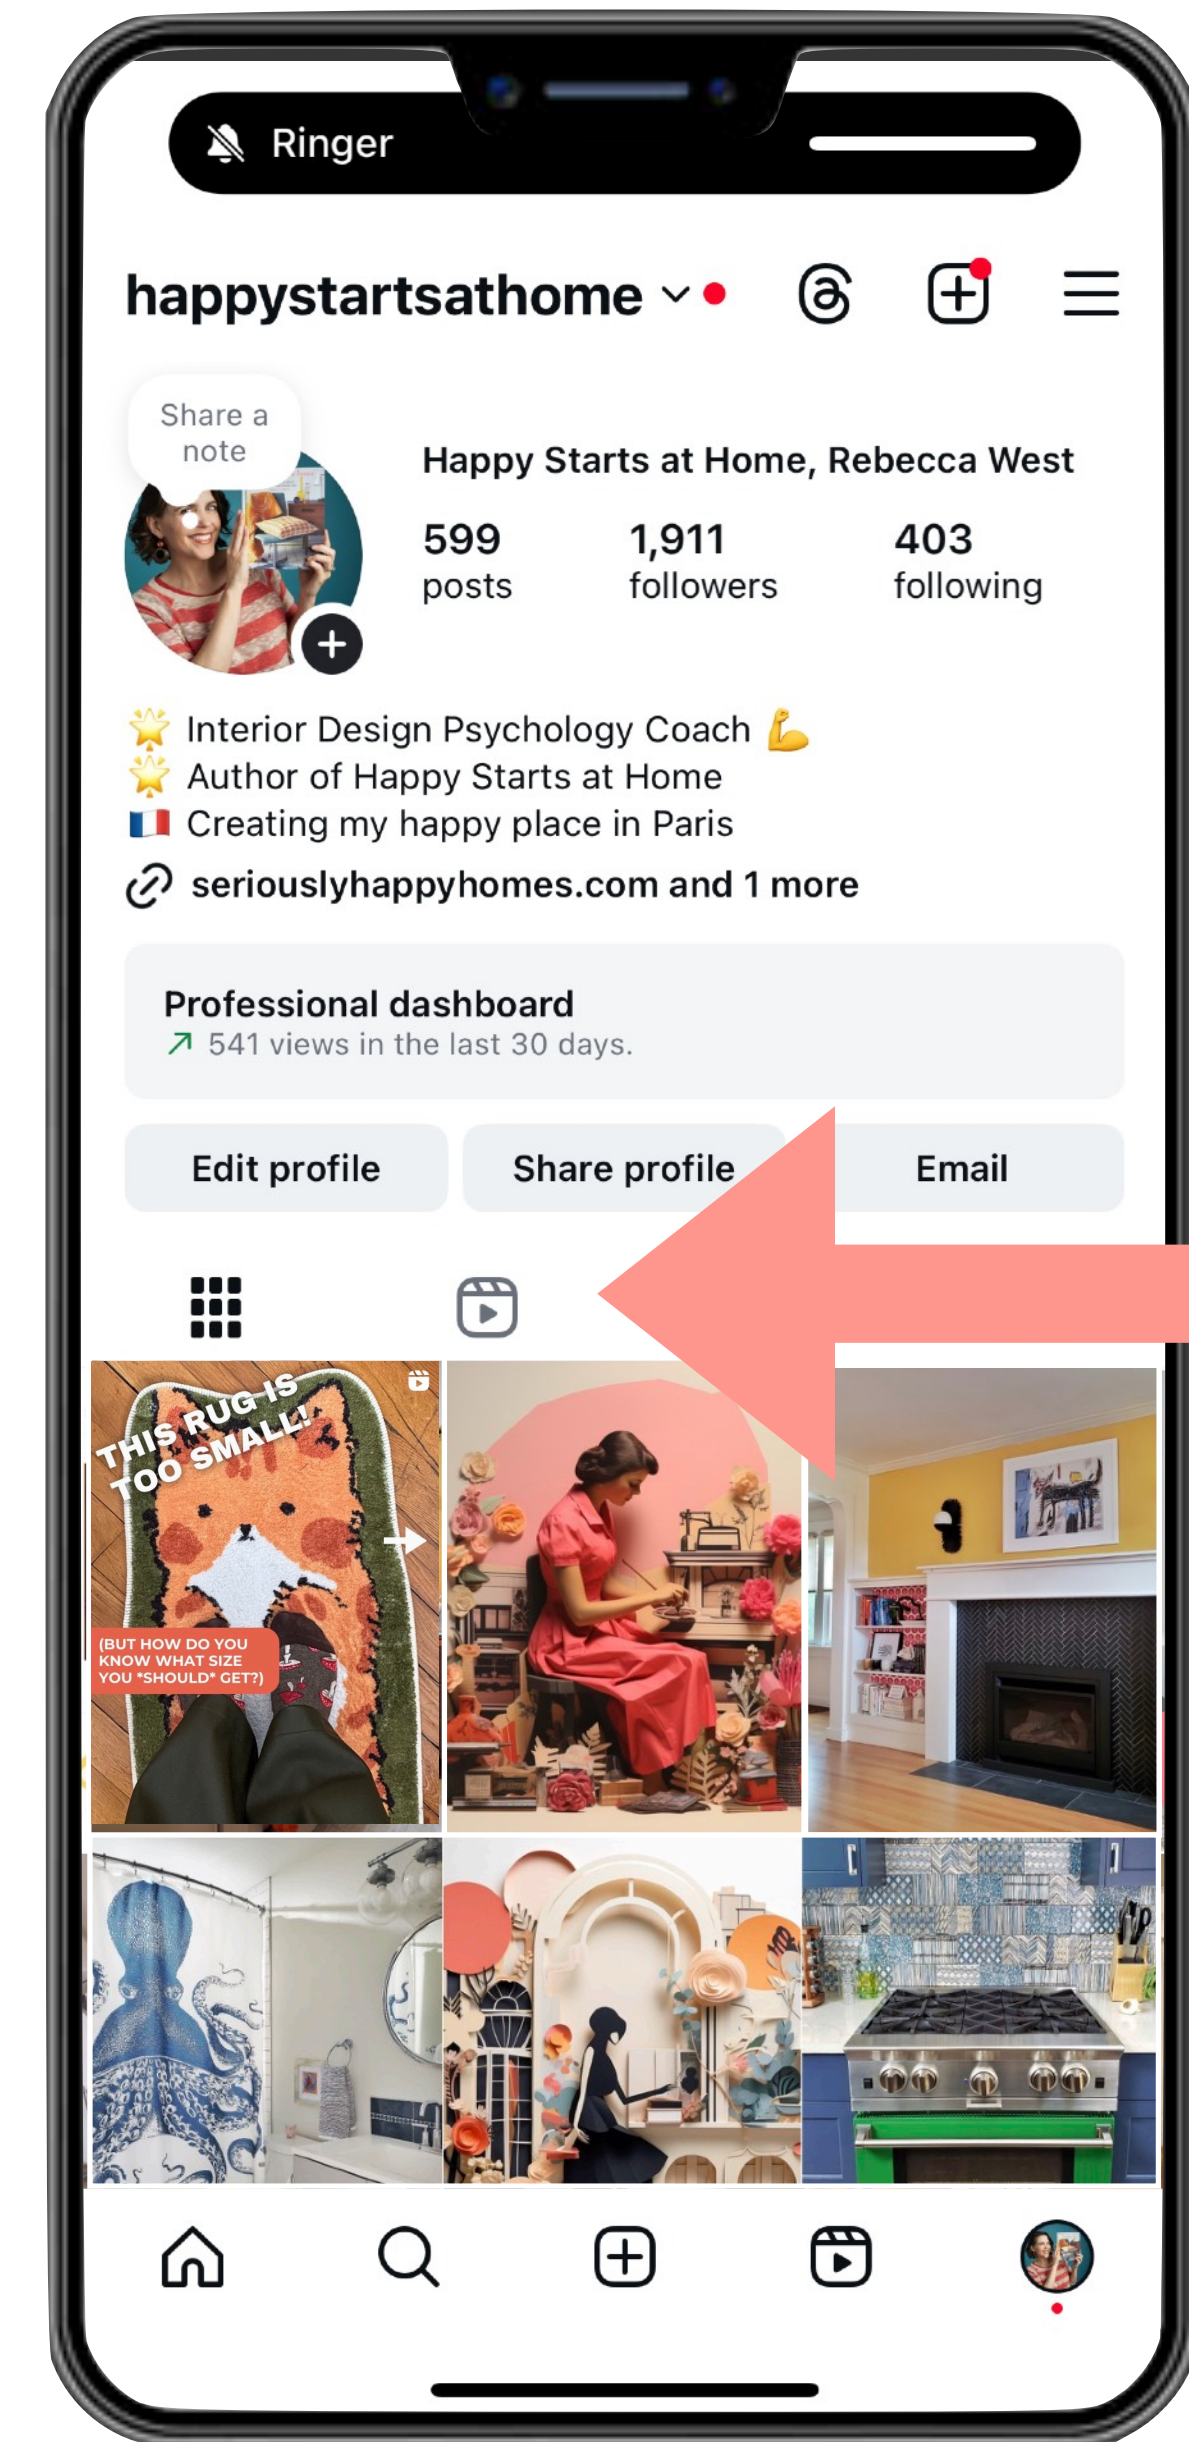 Ringer
happystartsathome
Share a
note
Happy Starts at Home, Rebecca West
599 1,911 403
posts followers following
🌟 Interior Design Psychology Coach 💪
🌟 Author of Happy Starts at Home
🇫🇷 Creating my happy place in Paris
seriouslyhappyhomes.com and 1 more
Professional dashboard
541 views in the last 30 days.
Edit profile Share profile Email
THIS RUG IS
TOO SMALL!
(BUT HOW DO YOU
KNOW WHAT SIZE
YOU *SHOULD* GET?)